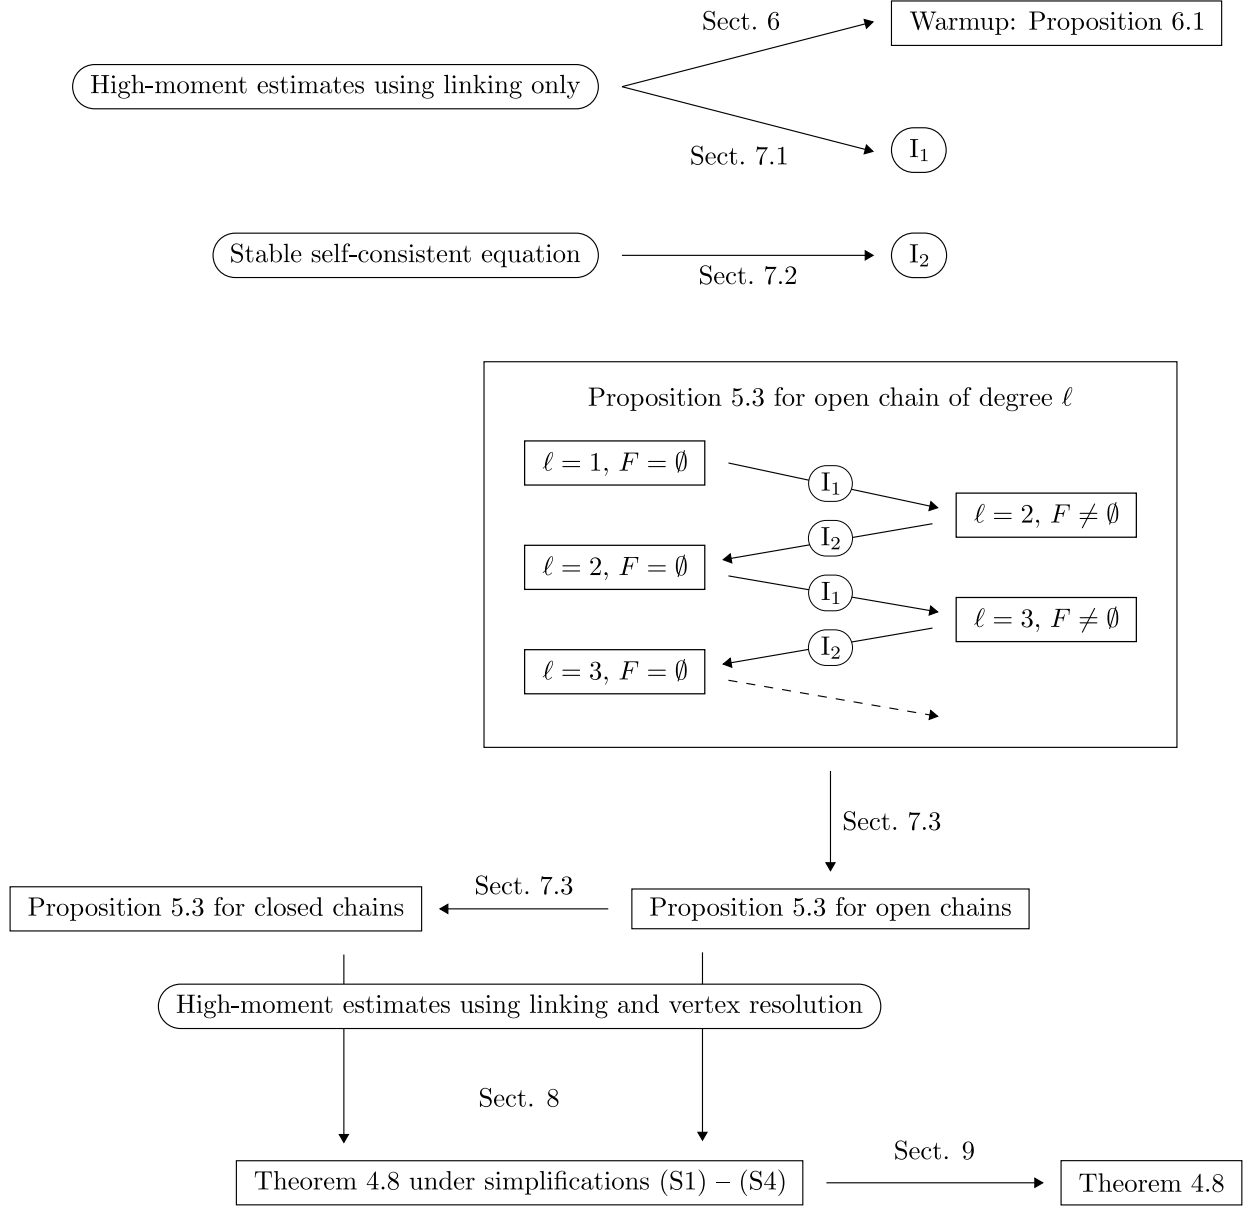 Sect. 6
Warmup: Proposition 6.1
High-moment estimates using linking only
Sect. 7.1
I₁
Stable self-consistent equation
Sect. 7.2
I₂
Proposition 5.3 for open chain of degree ℓ
ℓ = 1, F = ∅
I₁
ℓ = 2, F ≠ ∅
I₂
ℓ = 2, F = ∅
I₁
ℓ = 3, F ≠ ∅
I₂
ℓ = 3, F = ∅
Sect. 7.3
Sect. 7.3
Proposition 5.3 for closed chains
Proposition 5.3 for open chains
High-moment estimates using linking and vertex resolution
Sect. 8
Sect. 9
Theorem 4.8 under simplifications (S1) – (S4)
Theorem 4.8